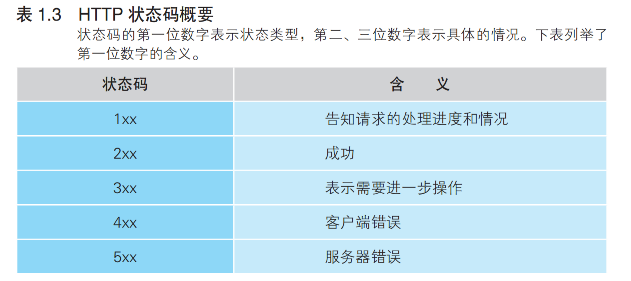 表 1.3 HTTP 状态码概要
状态码的第一位数字表示状态类型，第二、三位数字表示具体的情况。下表列举了
第一位数字的含义。
状态码 含 义
1xx 告知请求的处理进度和情况
2xx 成功
3xx 表示需要进一步操作
4xx 客户端错误
5xx 服务器错误